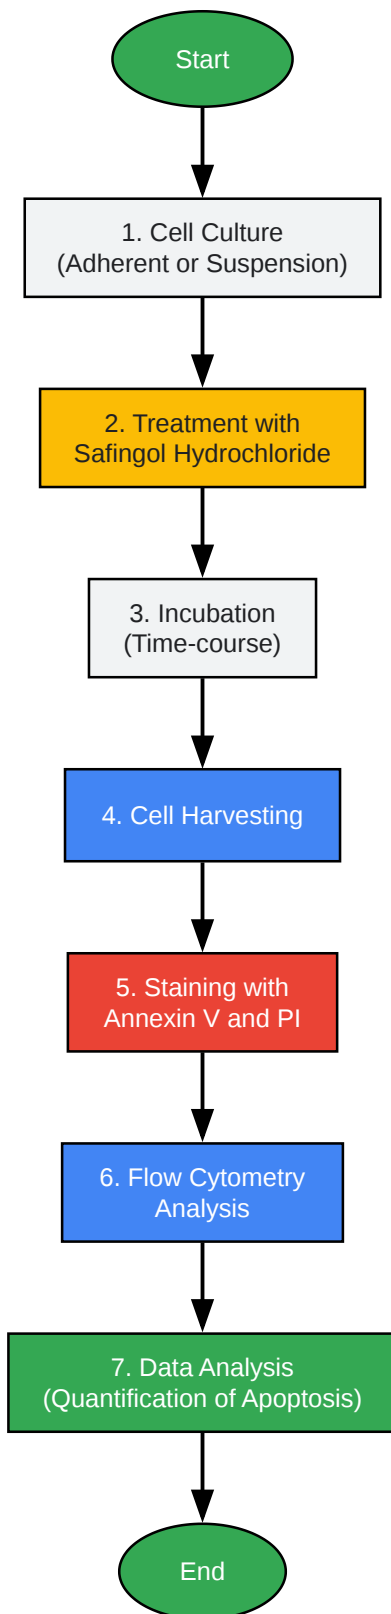 Start
1. Cell Culture
(Adherent or Suspension)
2. Treatment with
Safingol Hydrochloride
3. Incubation
(Time-course)
4. Cell Harvesting
5. Staining with
Annexin V and PI
6. Flow Cytometry
Analysis
7. Data Analysis
(Quantification of Apoptosis)
End